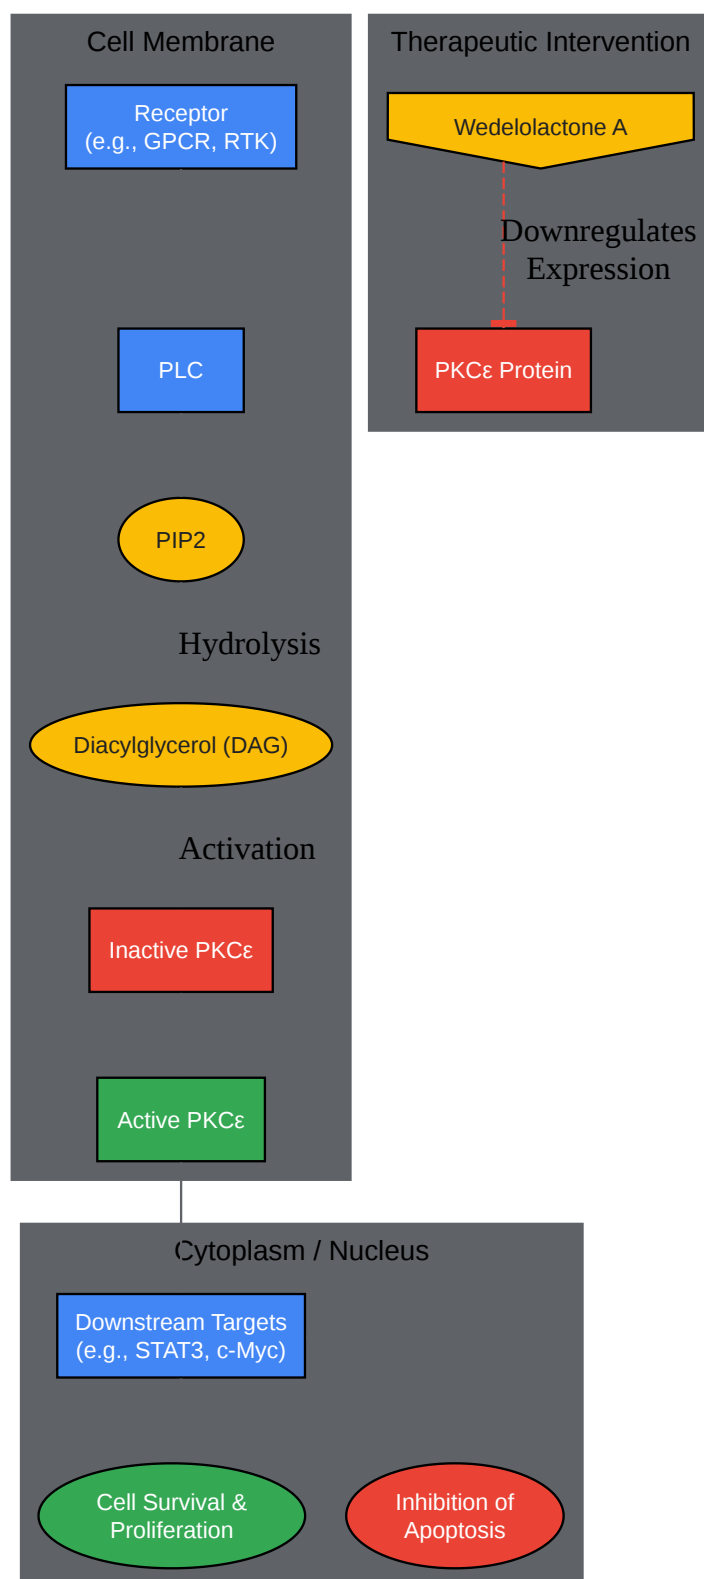 Cell Membrane
Receptor
(e.g., GPCR, RTK)
PLC
PIP2
Hydrolysis
Diacylglycerol (DAG)
Activation
Inactive PKCε
Active PKCε
Therapeutic Intervention
Wedelolactone A
Downregulates
Expression
PKCε Protein
Cytoplasm / Nucleus
Downstream Targets
(e.g., STAT3, c-Myc)
Cell Survival &
Proliferation
Inhibition of
Apoptosis